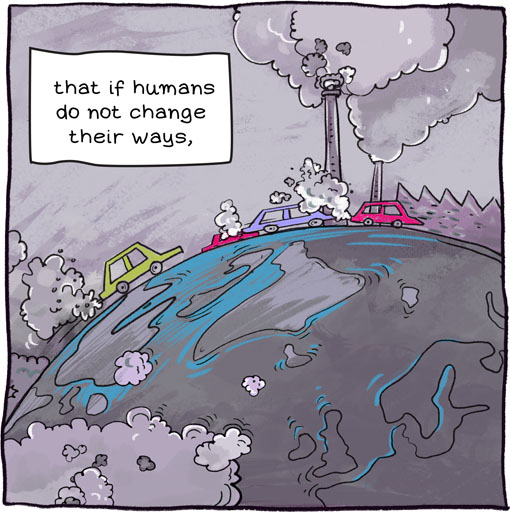 that if humans
do not change
their ways,